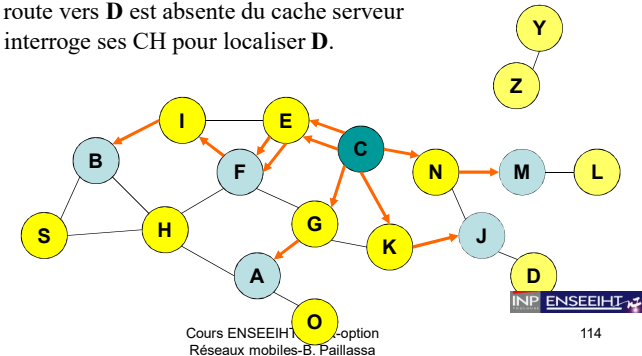 route vers D est absente du cache serveur
interroge ses CH pour localiser D.
Y
Z
I
E
C
B
F
N
M
L
S
H
G
K
J
A
D
O
INP ENSEEIHT
Cours ENSEEIHT -option
114
Réseaux mobiles-B. Paillassa